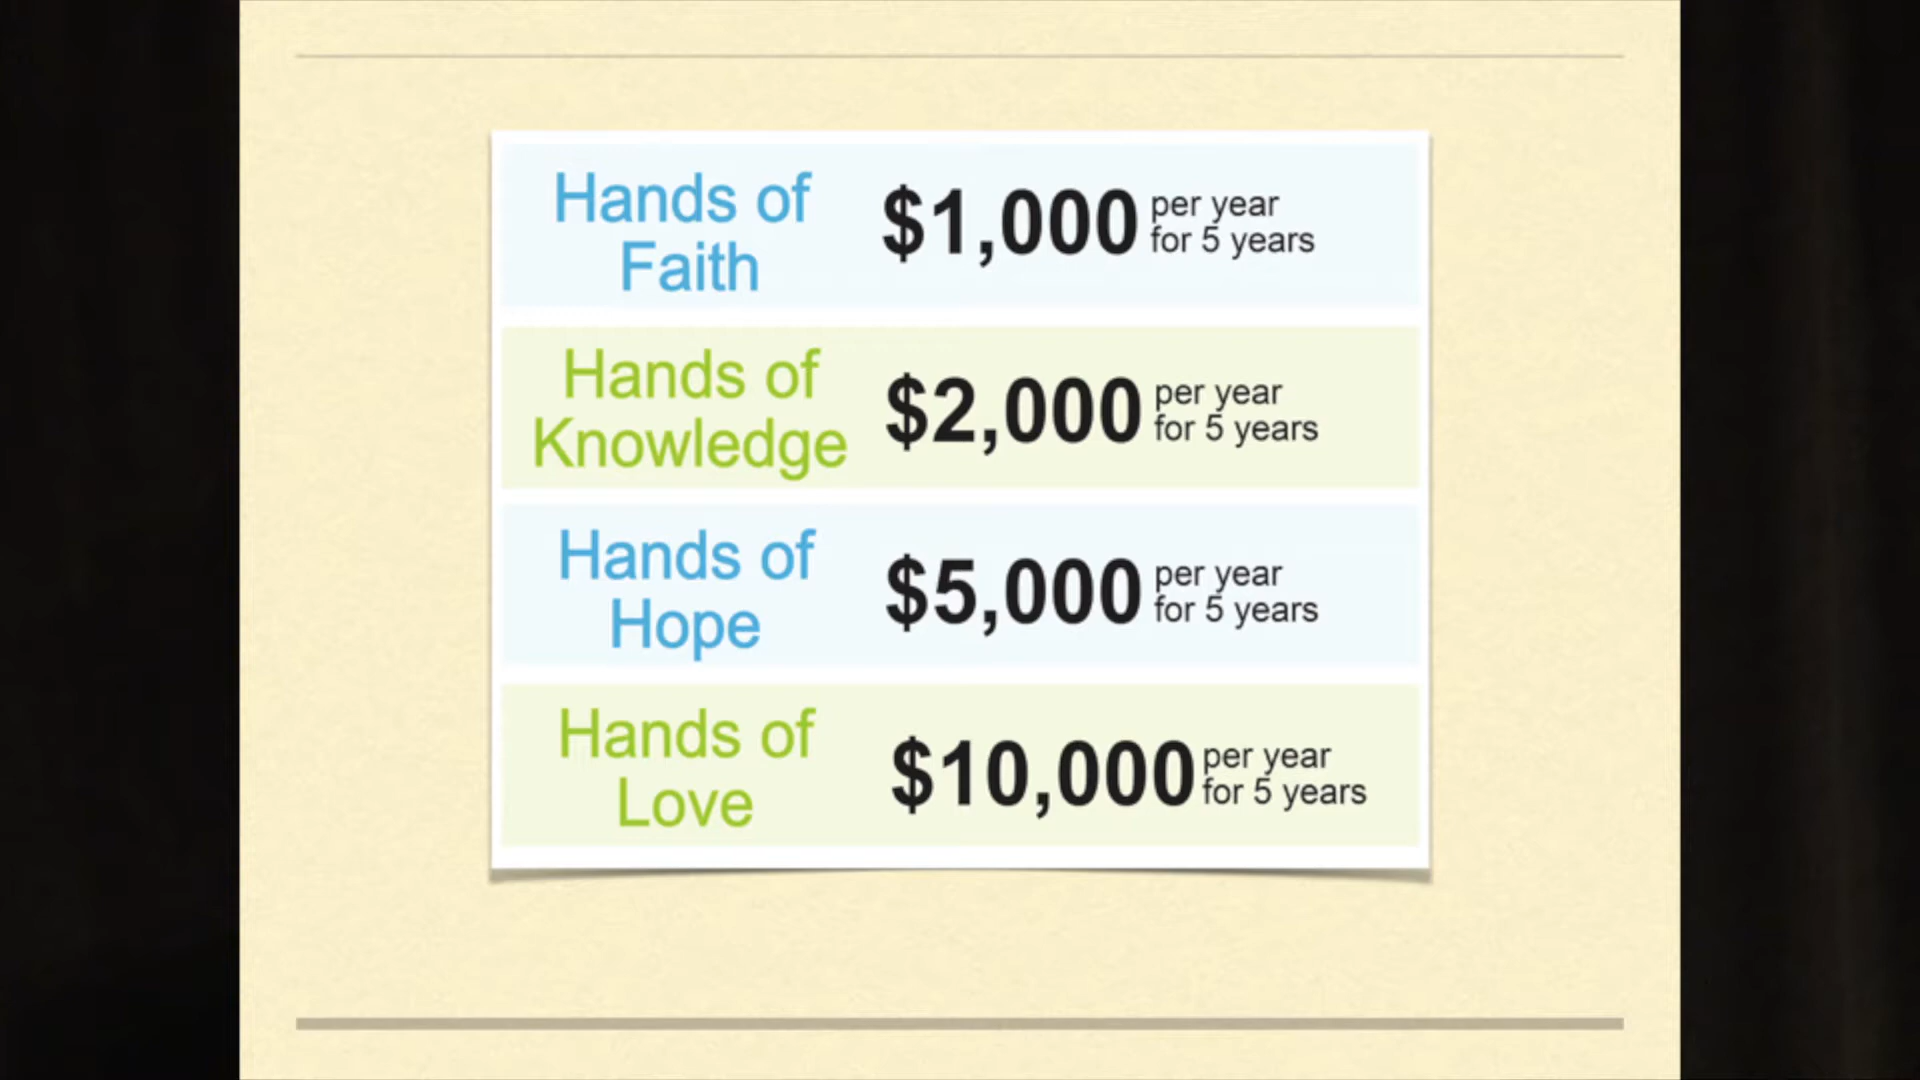 Hands of
Faith
$1,000 per year
for 5 years
Hands of
Knowledge
$2,000 per year
for 5 years
Hands of
Hope
$5,000 per year
for 5 years
Hands of
Love
$10,000 per year
for 5 years